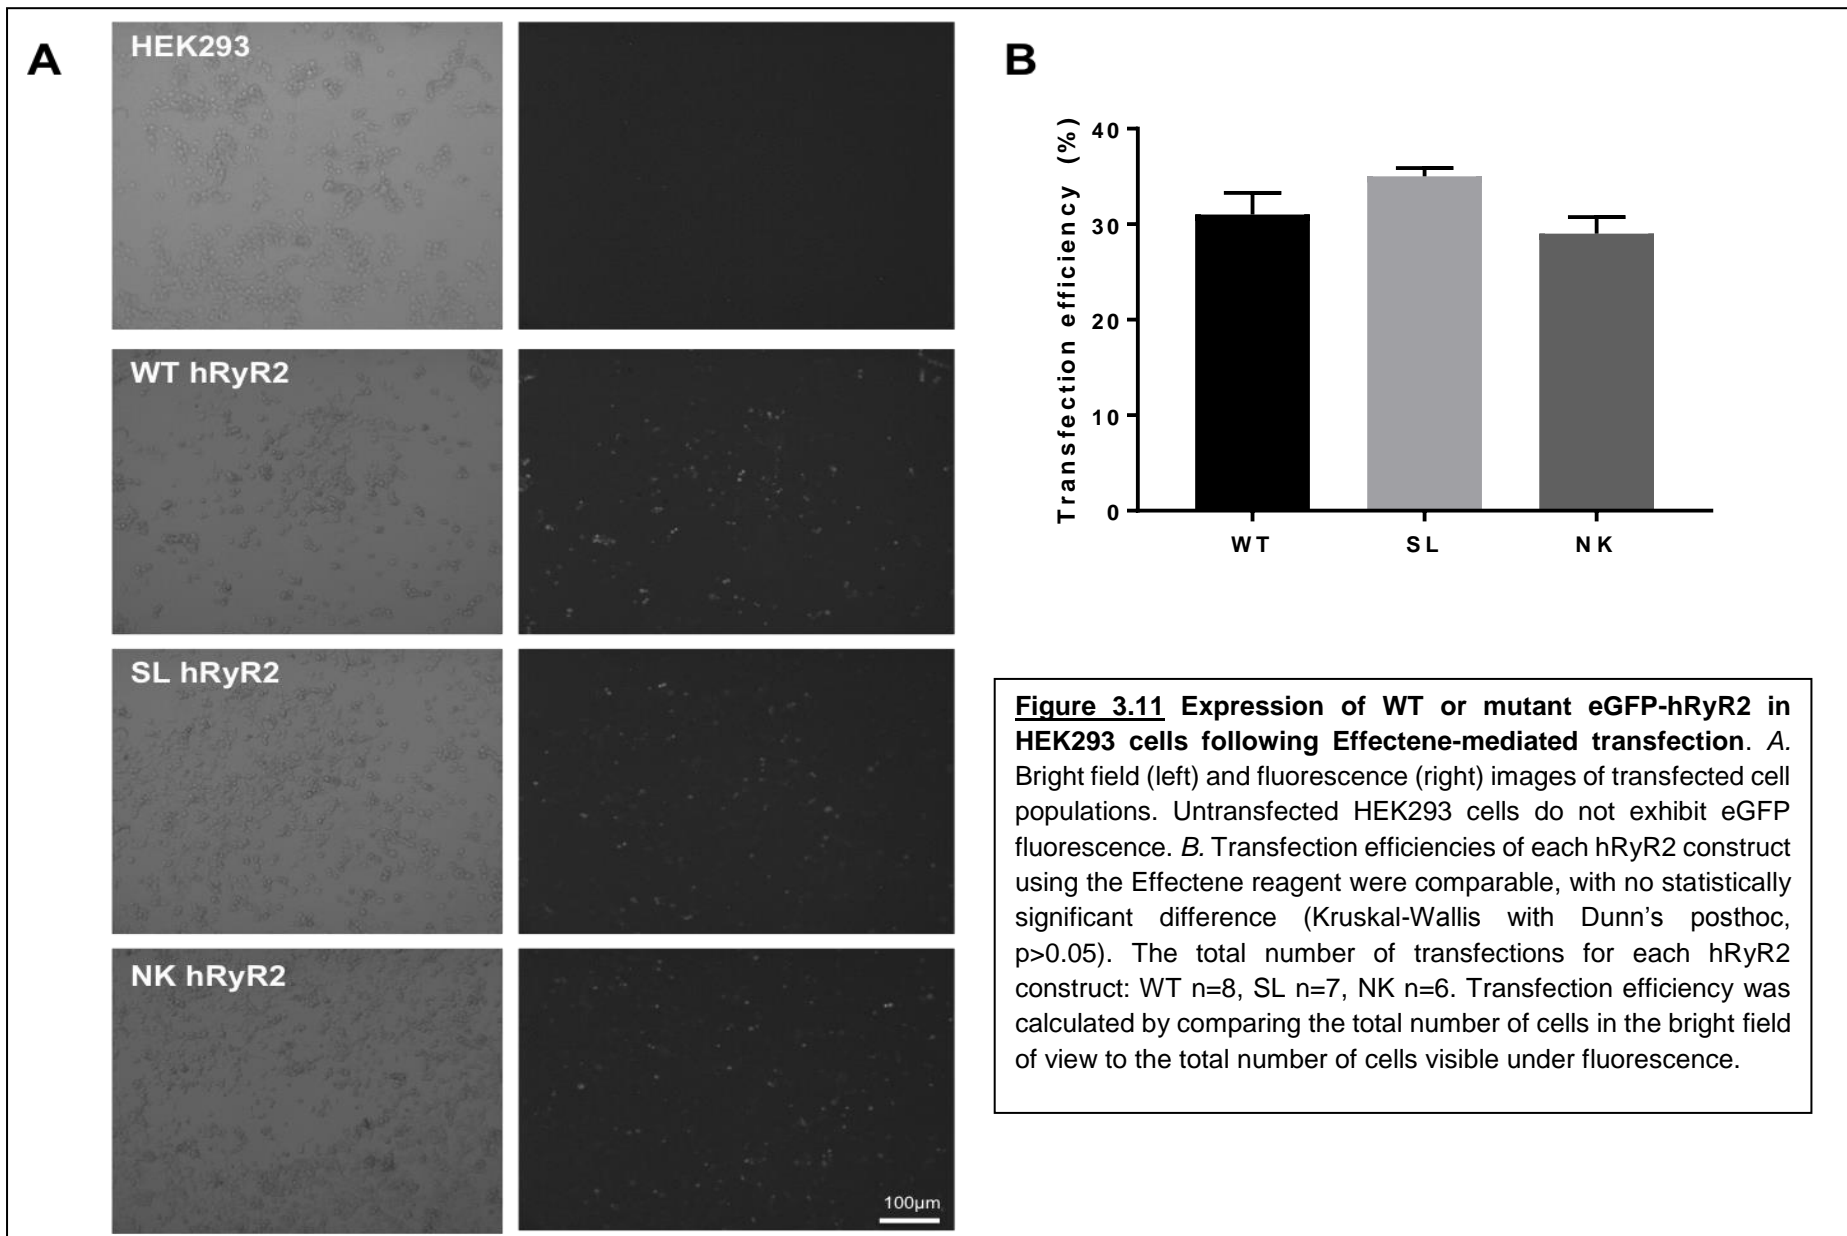 A
HEK293
WT hRyR2
SL hRyR2
NK hRyR2
100µm
B
Transfection efficiency (%)
40
30
20
10
0
WT
SL
NK
Figure 3.11 Expression of WT or mutant eGFP-hRyR2 in
HEK293 cells following Effectene-mediated transfection. A.
Bright field (left) and fluorescence (right) images of transfected cell
populations. Untransfected HEK293 cells do not exhibit eGFP
fluorescence. B. Transfection efficiencies of each hRyR2 construct
using the Effectene reagent were comparable, with no statistically
significant difference (Kruskal-Wallis with Dunn’s posthoc,
p>0.05). The total number of transfections for each hRyR2
construct: WT n=8, SL n=7, NK n=6. Transfection efficiency was
calculated by comparing the total number of cells in the bright field
of view to the total number of cells visible under fluorescence.